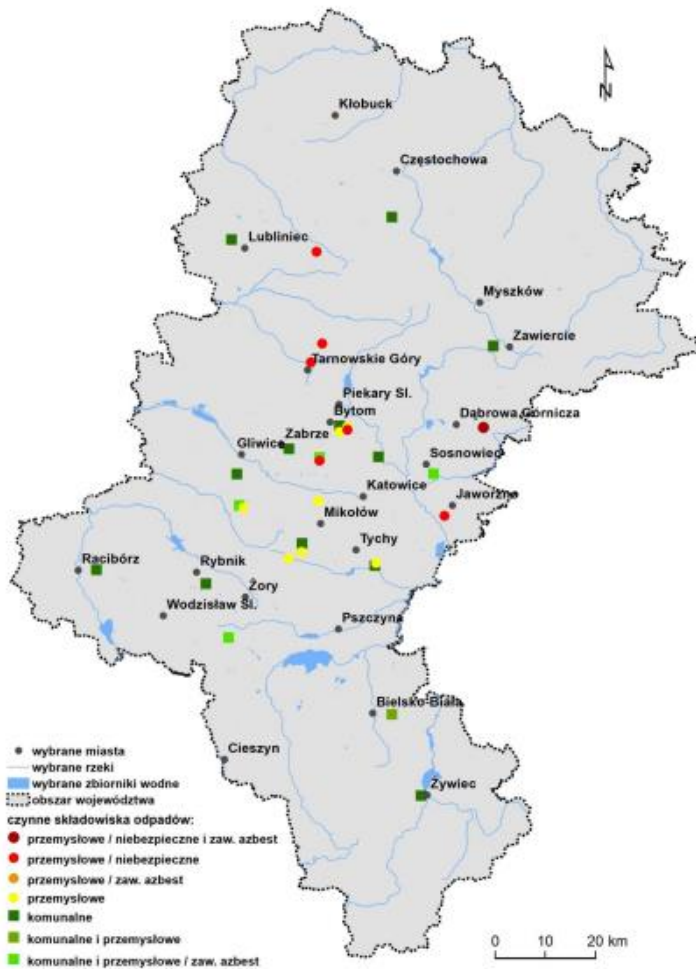 N
Kłobuck
Częstochowa
Lubliniec
Myszków
Zawiercie
Tarnowskie Góry
Piekary Sl.
Bytom
Dąbrowa Górnicza
Zabrze
Gliwice
Sosnowiec
Katowice
Jaworzno
Mikołów
Tychy
Racibórz
Rybnik
Żory
Wodzisław Sl.
Pszczyna
Bielsko-Biała
Cieszyn
Żywiec
wybrane miasta
wybrane rzeki
wybrane zbiorniki wodne
obszar województwa
czynne składowiska odpadów:
przemysłowe / niebezpieczne i zaw. azbest
przemysłowe / niebezpieczne
przemysłowe / zaw. azbest
przemysłowe
komunalne
komunalne i przemysłowe
komunalne i przemysłowe / zaw. azbest
0 10 20 km